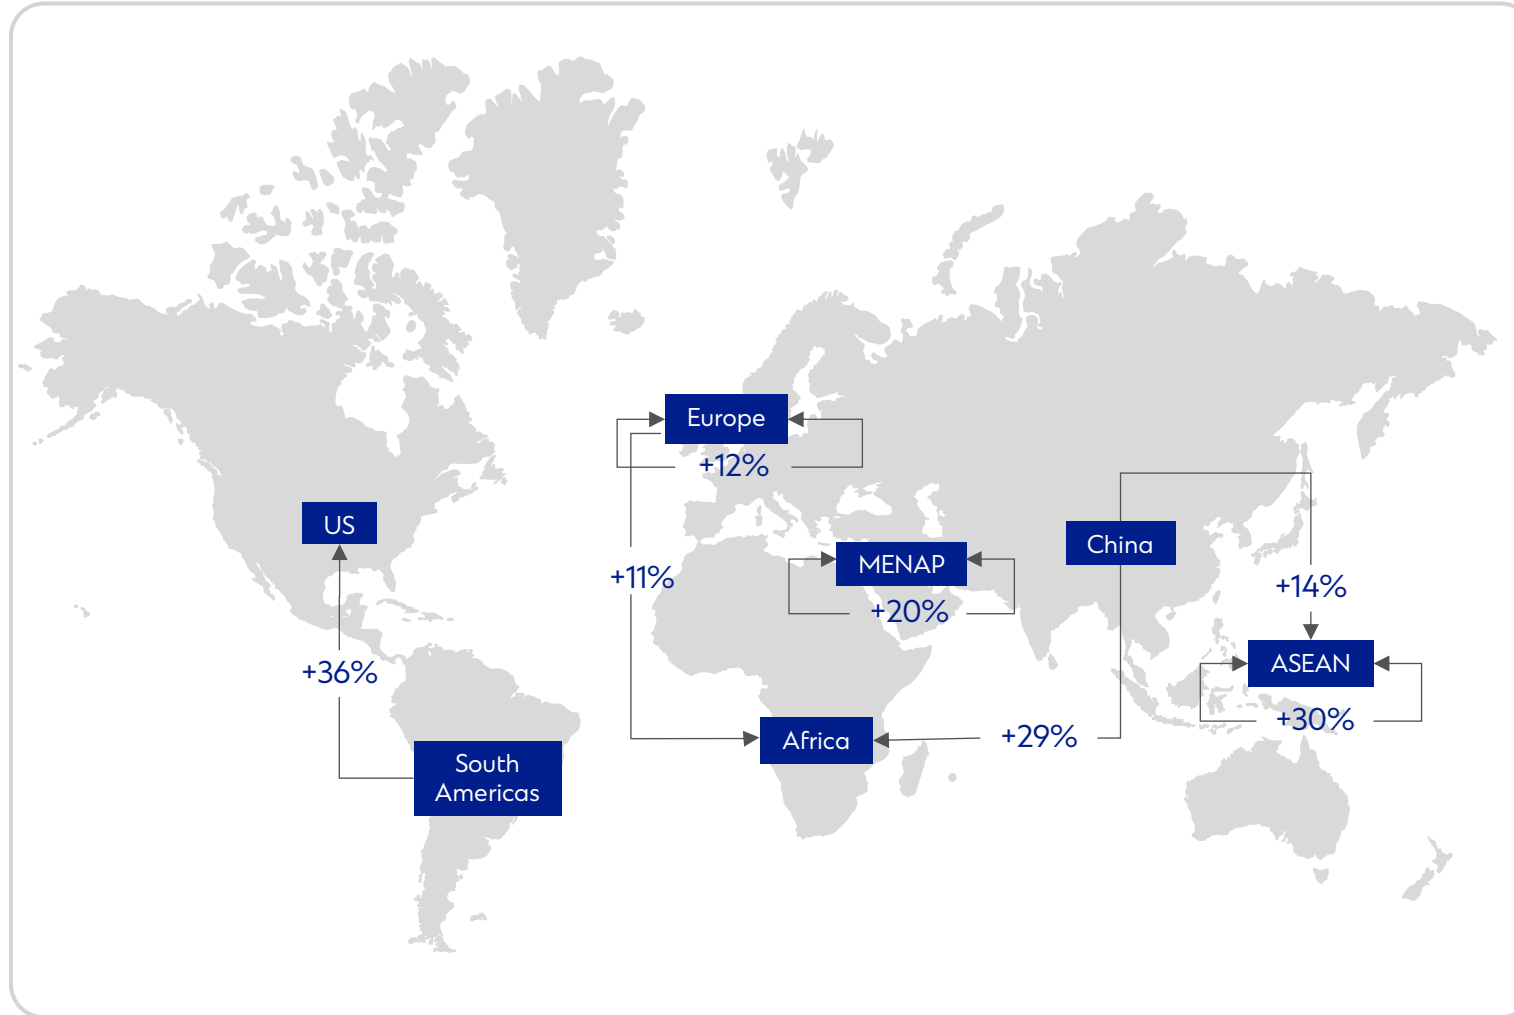 Europe
+12%
US
China
MENAP
+11%
+14%
+20%
ASEAN
+36%
+30%
+29%
Africa
South
Americas